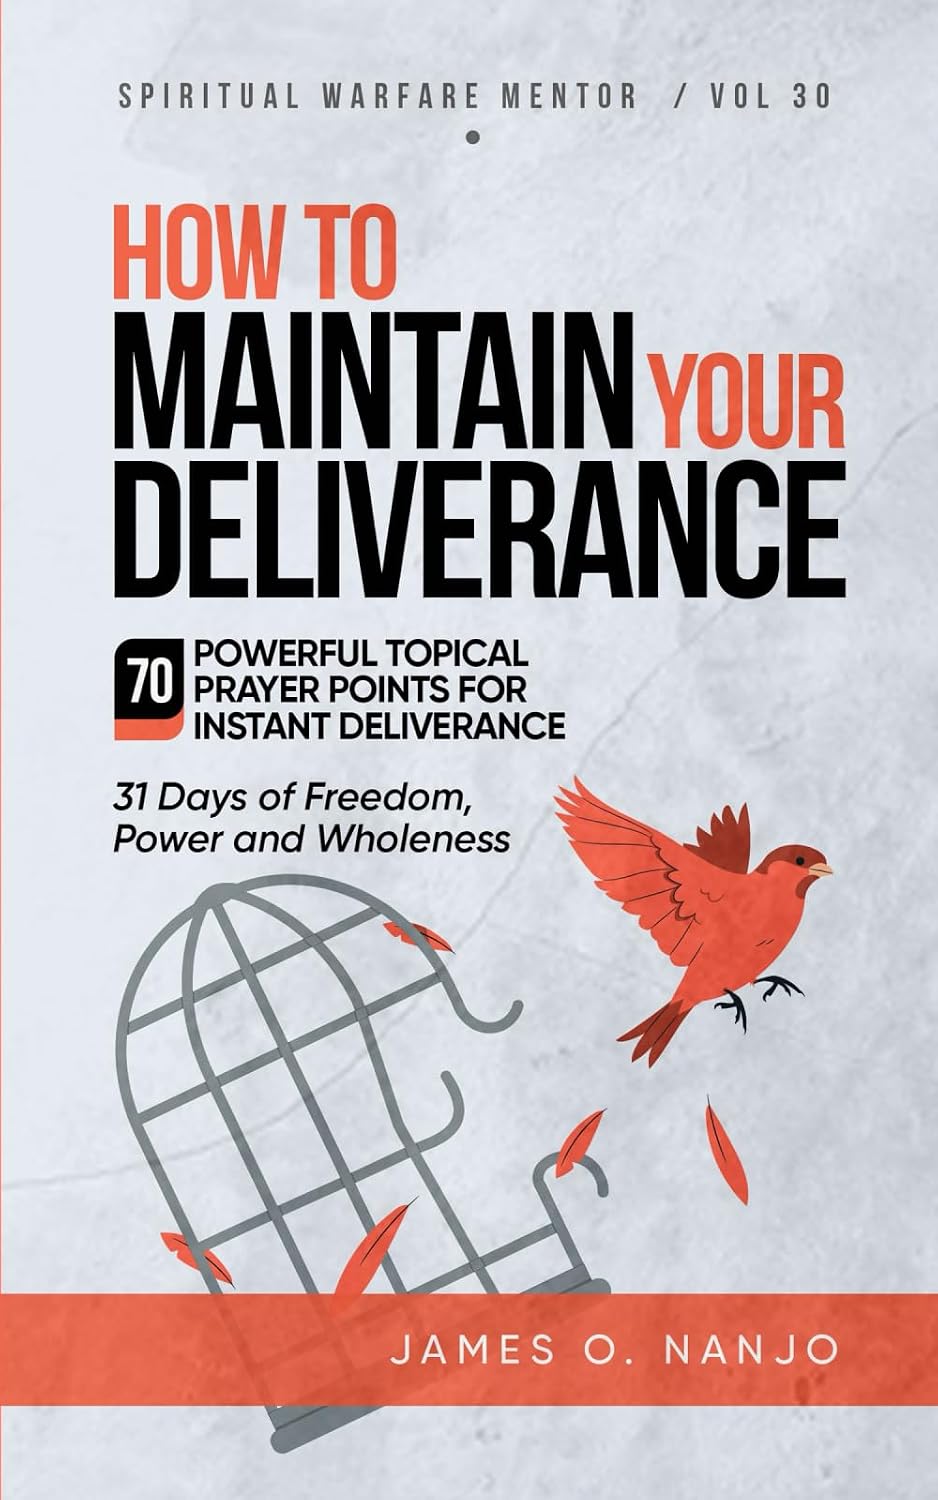 SPIRITUAL WARFARE MENTOR / VOL 30
HOW TO
MAINTAIN YOUR
DELIVERANCE
70 POWERFUL TOPICAL
PRAYER POINTS FOR
INSTANT DELIVERANCE
31 Days of Freedom,
Power and Wholeness
JAMES O. NANJO